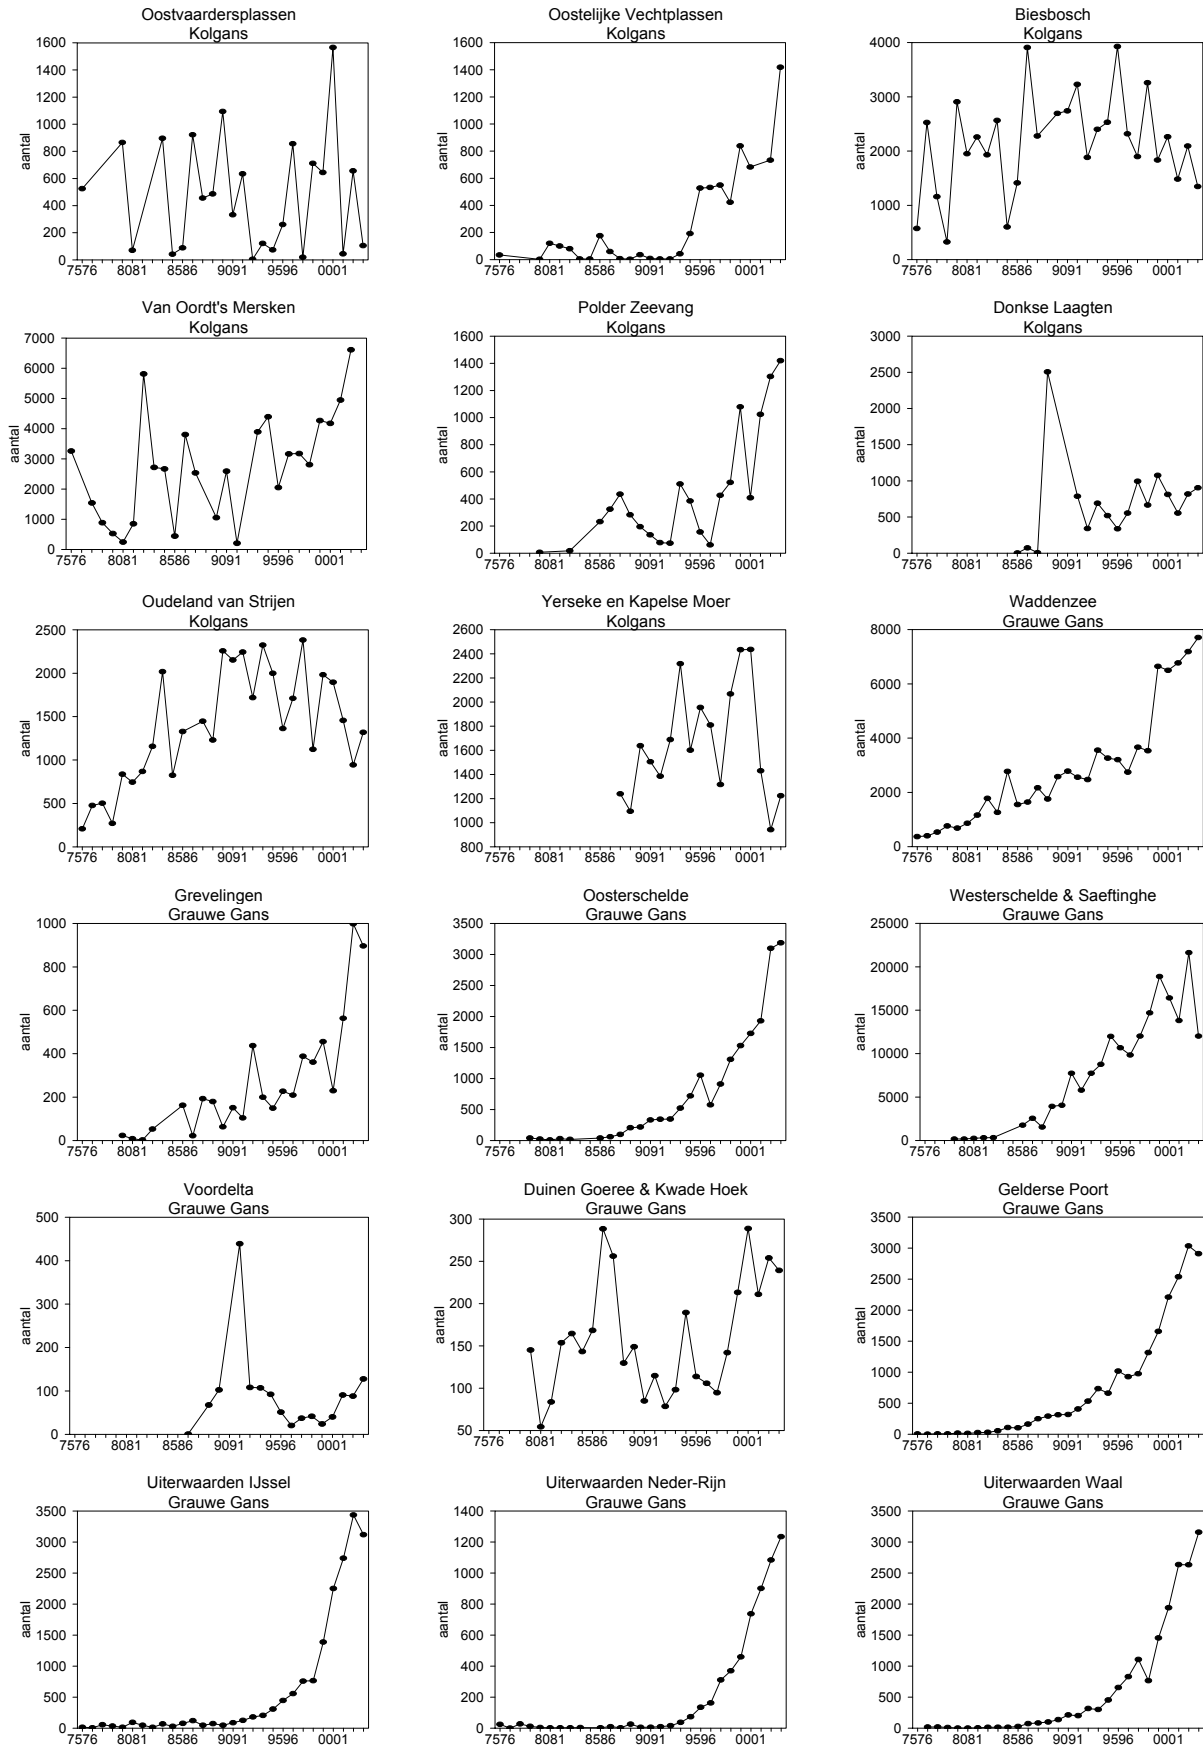 Oostvaardersplassen
Kolgans
aantal
1600
1400
1200
1000
800
600
400
200
0
7576 8081 8586 9091 9596 0001
Oostelijke Vechtplassen
Kolgans
aantal
1600
1400
1200
1000
800
600
400
200
0
7576 8081 8586 9091 9596 0001
Biesbosch
Kolgans
aantal
4000
3000
2000
1000
0
7576 8081 8586 9091 9596 0001
Van Oordt's Mersken
Kolgans
aantal
7000
6000
5000
4000
3000
2000
1000
0
7576 8081 8586 9091 9596 0001
Polder Zeevang
Kolgans
aantal
1600
1400
1200
1000
800
600
400
200
0
7576 8081 8586 9091 9596 0001
Donkse Laagten
Kolgans
aantal
3000
2500
2000
1500
1000
500
0
7576 8081 8586 9091 9596 0001
Oudeland van Strijen
Kolgans
aantal
2500
2000
1500
1000
500
0
7576 8081 8586 9091 9596 0001
Yerseke en Kapelse Moer
Kolgans
aantal
2600
2400
2200
2000
1800
1600
1400
1200
1000
800
7576 8081 8586 9091 9596 0001
Waddenzee
Grauwe Gans
aantal
8000
6000
4000
2000
0
7576 8081 8586 9091 9596 0001
Grevelingen
Grauwe Gans
aantal
1000
800
600
400
200
0
7576 8081 8586 9091 9596 0001
Oosterschelde
Grauwe Gans
aantal
3500
3000
2500
2000
1500
1000
500
0
7576 8081 8586 9091 9596 0001
Westerschelde & Saeftinghe
Grauwe Gans
aantal
25000
20000
15000
10000
5000
0
7576 8081 8586 9091 9596 0001
Voordelta
Grauwe Gans
aantal
500
400
300
200
100
0
7576 8081 8586 9091 9596 0001
Duinen Goeree & Kwade Hoek
Grauwe Gans
aantal
300
250
200
150
100
50
7576 8081 8586 9091 9596 0001
Gelderse Poort
Grauwe Gans
aantal
3500
3000
2500
2000
1500
1000
500
0
7576 8081 8586 9091 9596 0001
Uiterwaarden IJssel
Grauwe Gans
aantal
3500
3000
2500
2000
1500
1000
500
0
7576 8081 8586 9091 9596 0001
Uiterwaarden Neder-Rijn
Grauwe Gans
aantal
1400
1200
1000
800
600
400
200
0
7576 8081 8586 9091 9596 0001
Uiterwaarden Waal
Grauwe Gans
aantal
3500
3000
2500
2000
1500
1000
500
0
7576 8081 8586 9091 9596 0001